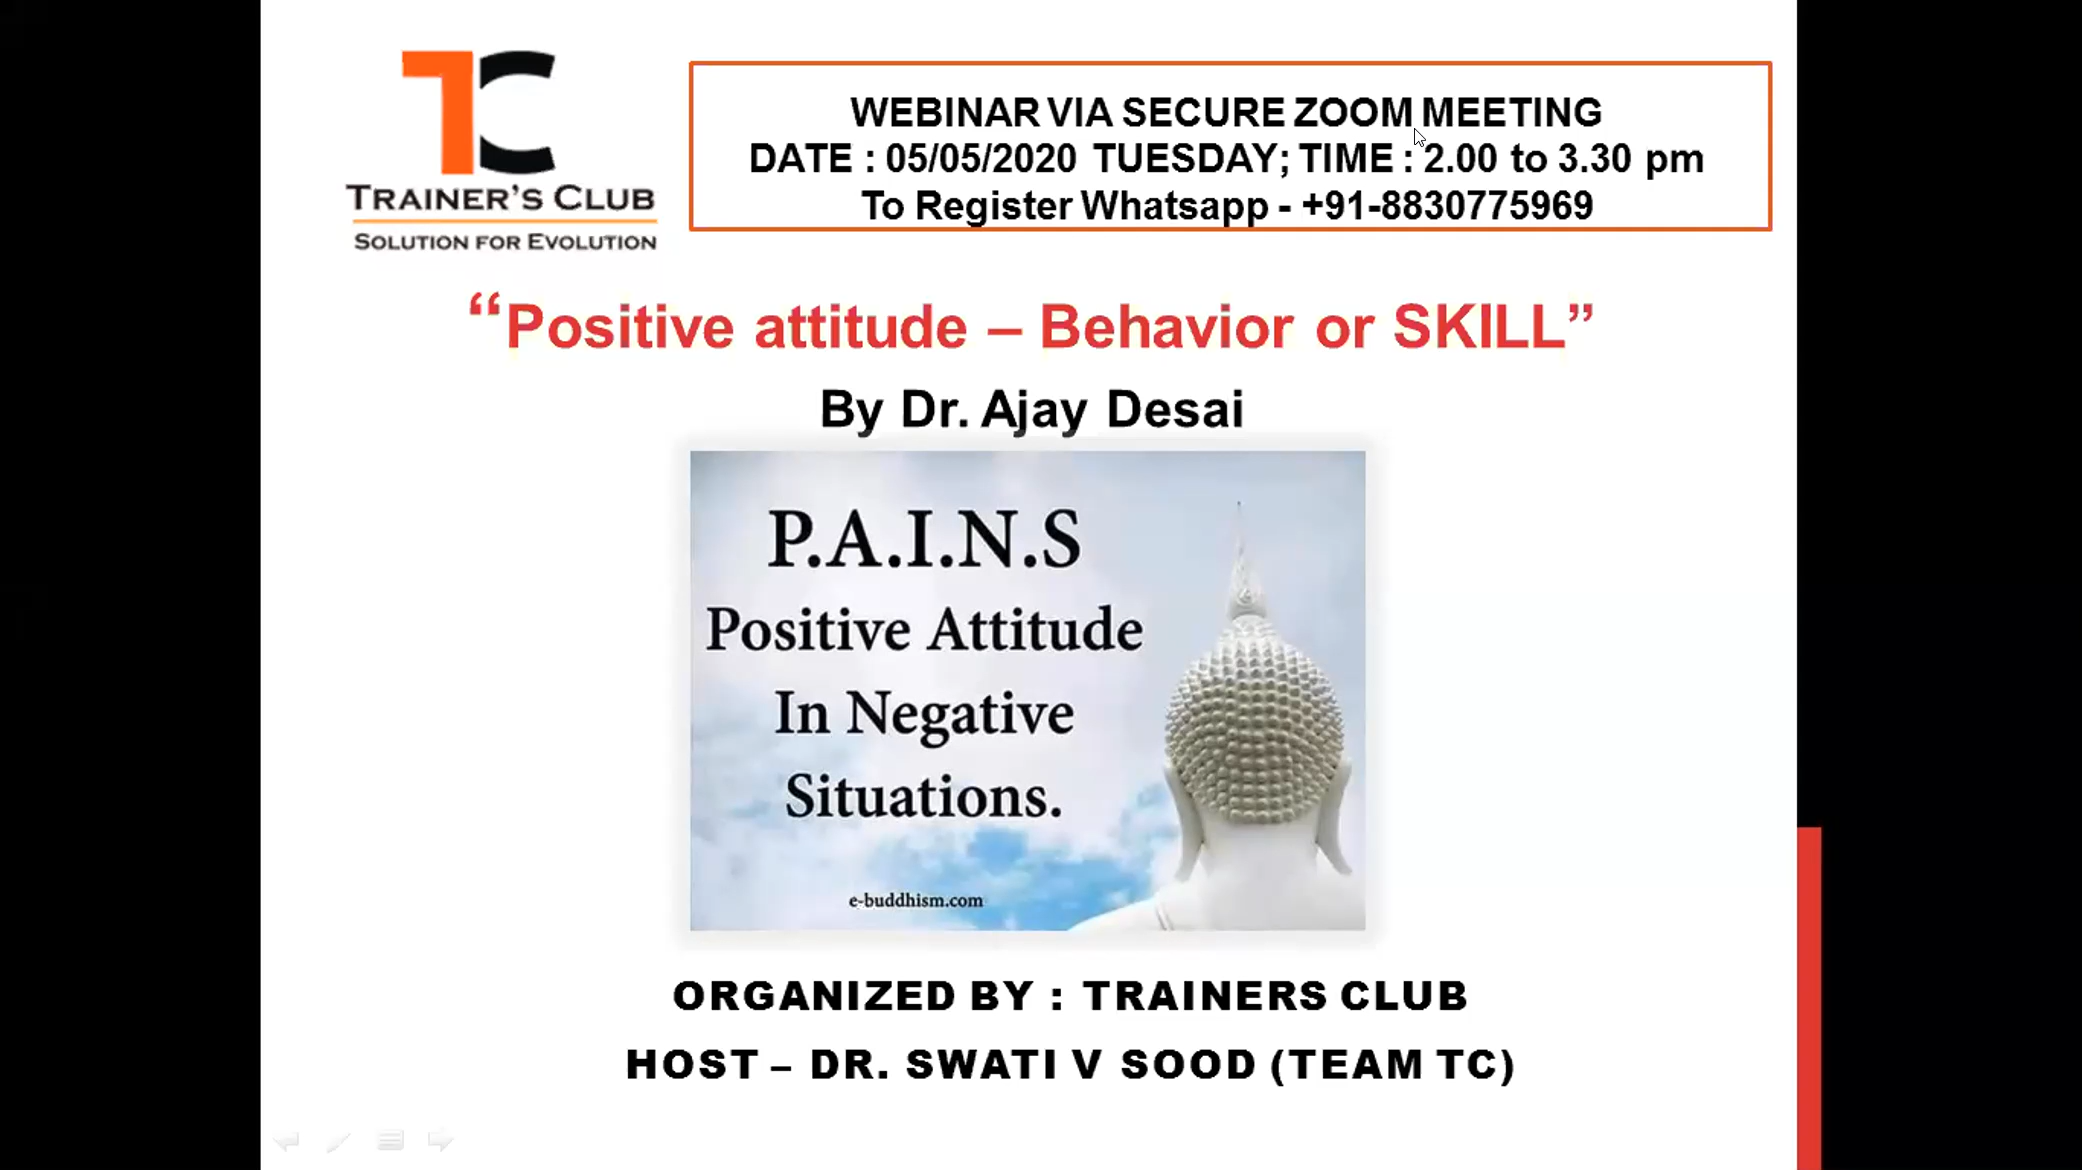 TC
TRAINER'S CLUB
SOLUTION FOR EVOLUTION
WEBINAR VIA SECURE ZOOM MEETING
DATE : 05/05/2020 TUESDAY; TIME : 2.00 to 3.30 pm
To Register Whatsapp - +91-8830775969
“Positive attitude – Behavior or SKILL”
By Dr. Ajay Desai
P.A.I.N.S
Positive Attitude
In Negative
Situations.
e-buddhism.com
ORGANIZED BY : TRAINERS CLUB
HOST – DR. SWATI V SOOD (TEAM TC)